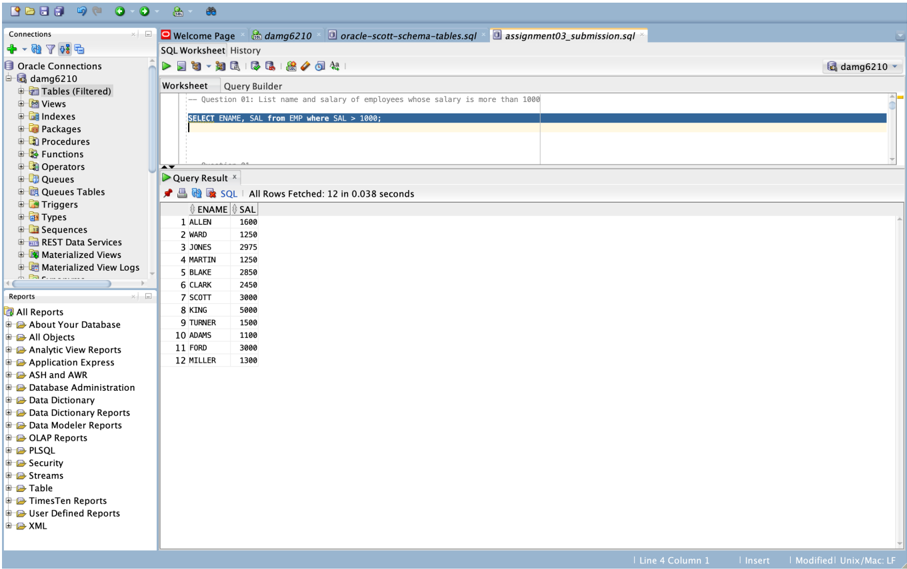 Connections
Welcome Page
damg6210
oracle-scott-schema-tables.sql
assignment03_submission.sql
SQL Worksheet History
Oracle Connections
damg6210
Tables (Filtered)
Views
Indexes
Packages
Procedures
Functions
Operators
Queues
Queues Tables
Triggers
Types
Sequences
REST Data Services
Materialized Views
Materialized View Logs
damg6210
Worksheet Query Builder
-- Question 01: List name and salary of employees whose salary is more than 1000
SELECT ENAME, SAL from EMP where SAL > 1000;
Query Result
SQL | All Rows Fetched: 12 in 0.038 seconds
ENAME SAL
1 ALLEN 1600
2 WARD 1250
3 JONES 2975
4 MARTIN 1250
5 BLAKE 2850
6 CLARK 2450
7 SCOTT 3000
8 KING 5000
9 TURNER 1500
10 ADAMS 1100
11 FORD 3000
12 MILLER 1300
Reports
All Reports
About Your Database
All Objects
Analytic View Reports
Application Express
ASH and AWR
Database Administration
Data Dictionary
Data Dictionary Reports
Data Modeler Reports
OLAP Reports
PLSQL
Security
Streams
Table
TimesTen Reports
User Defined Reports
XML
Line 4 Column 1 | Insert | Modified| Unix/Mac: LF